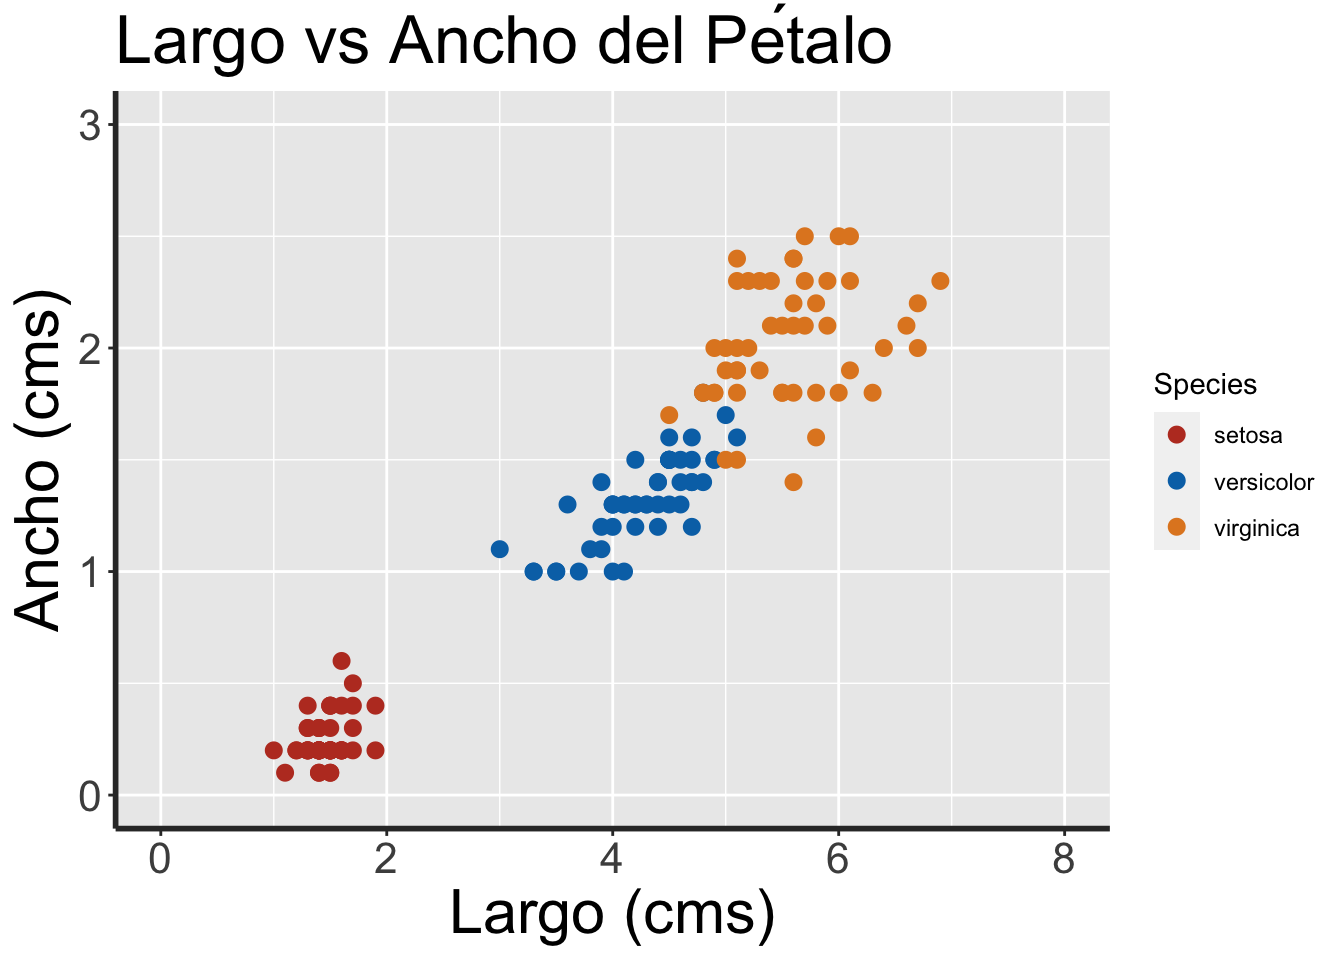 Largo vs Ancho del Pétalo
3
2
1
0
Ancho (cms)
0 2 4 6 8
Largo (cms)
Species
setosa
versicolor
virginica